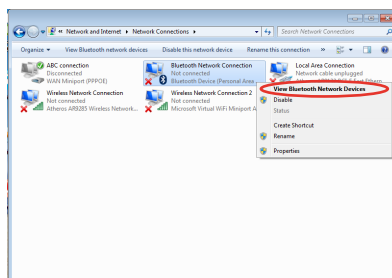 « Network and Internet ▸ Network Connections ▸
Search Network Connections
Organize ▾ View Bluetooth network devices Disable this network device Rename this connection »
ABC connection
Disconnected
WAN Miniport (PPPOE)
Bluetooth Network Connection
Not connected
Bluetooth Device (Personal Area
Local Area Connection
Network cable unplugged
Wireless Network Connection
Not connected
Atheros AR9285 Wireless Network...
Wireless Network Connection 2
Not connected
Microsoft Virtual WiFi Miniport A
View Bluetooth Network Devices
Disable
Status
Create Shortcut
Rename
Properties